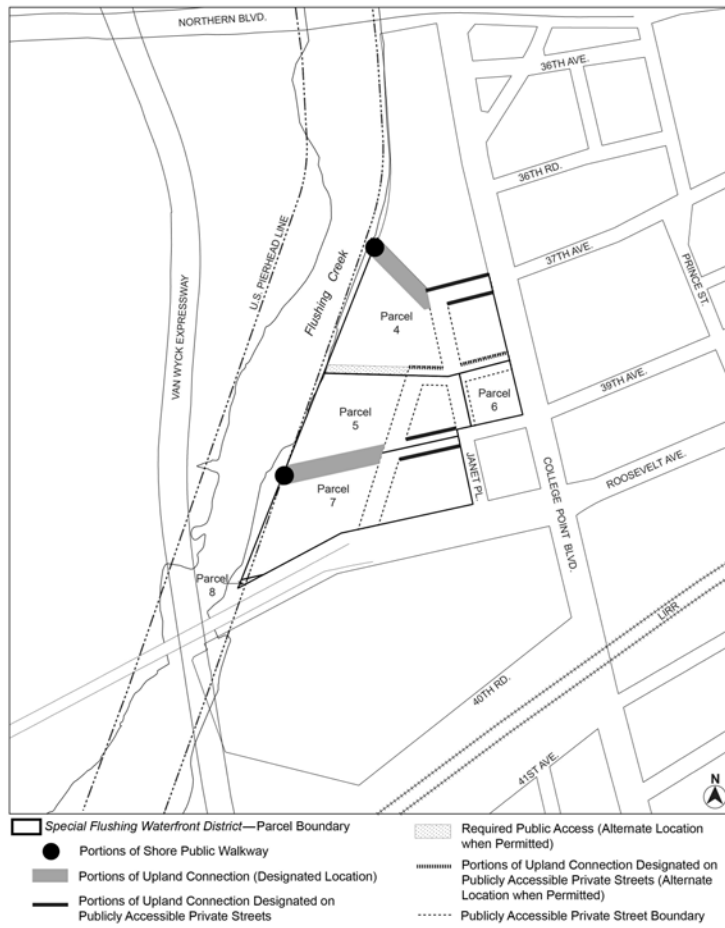 NORTHERN BLVD.
36TH AVE.
36TH RD.
37TH AVE.
PRINCE ST.
U.S. PIERHEAD LINE
Flushing Creek
VAN WYCK EXPRESSWAY
Parcel
4
39TH AVE.
Parcel
6
Parcel
5
ROOSEVELT AVE.
JANET PL.
COLLEGE POINT BLVD.
Parcel
7
Parcel
8
LIRR
40TH RD.
41ST AVE.
N
Special Flushing Waterfront District—Parcel Boundary
Portions of Shore Public Walkway
Portions of Upland Connection (Designated Location)
Portions of Upland Connection Designated on
Publicly Accessible Private Streets
Required Public Access (Alternate Location
when Permitted)
Portions of Upland Connection Designated on
Publicly Accessible Private Streets (Alternate
Location when Permitted)
Publicly Accessible Private Street Boundary